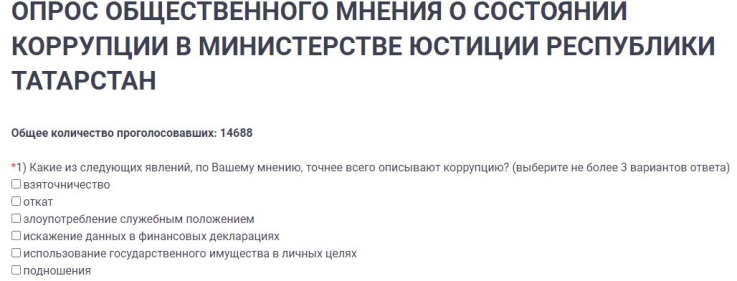 ОПРОС ОБЩЕСТВЕННОГО МНЕНИЯ О СОСТОЯНИИ
КОРРУПЦИИ В МИНИСТЕРСТВЕ ЮСТИЦИИ РЕСПУБЛИКИ
ТАТАРСТАН
Общее количество проголосовавших: 14688
*1) Какие из следующих явлений, по Вашему мнению, точнее всего описывают коррупцию? (выберите не более 3 вариантов ответа)
взяточничество
откат
злоупотребление служебным положением
искажение данных в финансовых декларациях
использование государственного имущества в личных целях
подношения